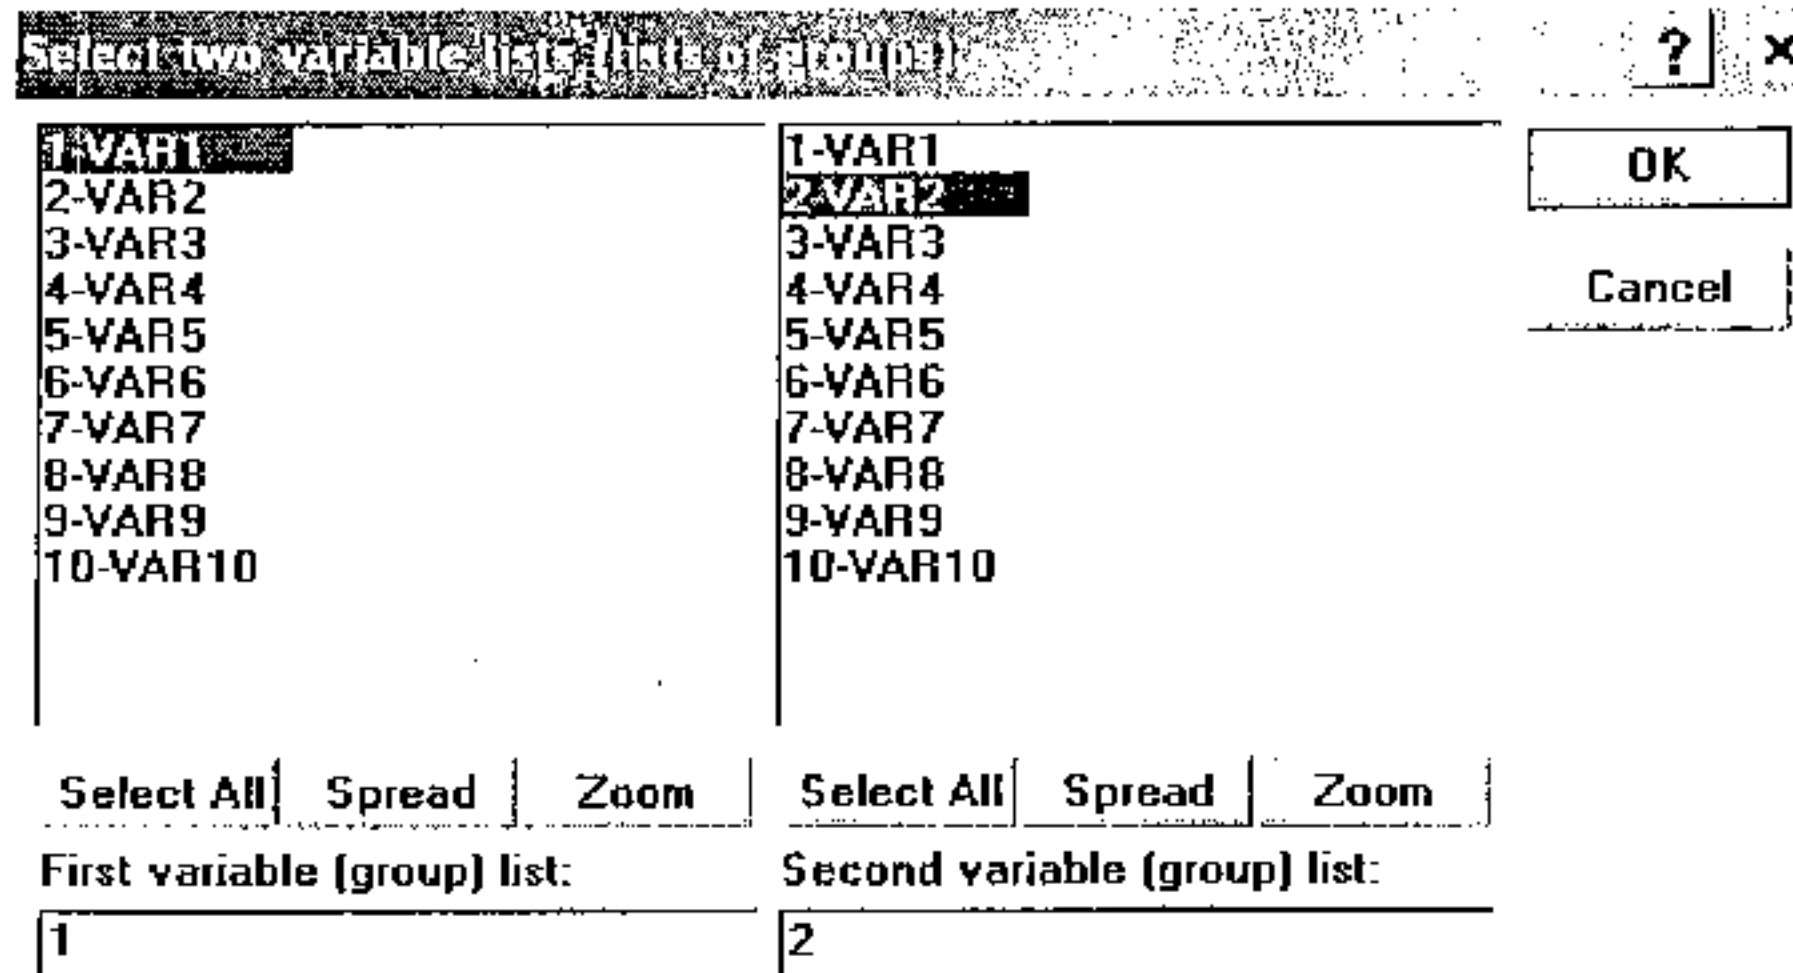 Select two variable lists (lists of groups)
? ×
1-VAR1
2-VAR2
3-VAR3
4-VAR4
5-VAR5
6-VAR6
7-VAR7
8-VAR8
9-VAR9
10-VAR10
1-VAR1
2-VAR2
3-VAR3
4-VAR4
5-VAR5
6-VAR6
7-VAR7
8-VAR8
9-VAR9
10-VAR10
OK
Cancel
Select All Spread Zoom
Select All Spread Zoom
First variable (group) list:
1
Second variable (group) list:
2